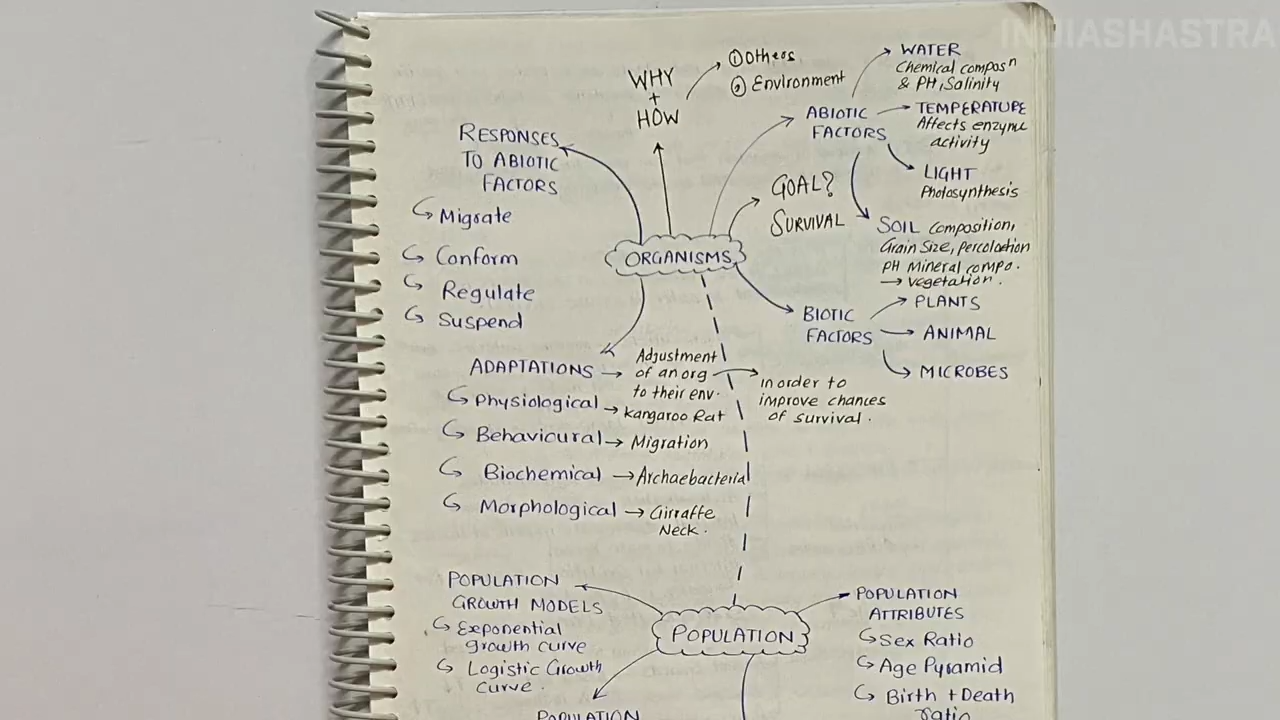 INDIASHASTRA
WHY
+
HOW
① Others
② Environment
ABIOTIC
FACTORS
WATER
Chemical composⁿ
& PH, Salinity
TEMPERATURE
Affects enzyme
activity
LIGHT
Photosynthesis
SOIL composition,
Grain Size, percolaction
PH Mineral compo.
→ vegetation.
GOAL?
SURVIVAL
RESPONSES
TO ABIOTIC
FACTORS
Migrate
Conform
Regulate
Suspend
ORGANISMS
BIOTIC
FACTORS
PLANTS
ANIMAL
MICROBES
ADAPTATIONS →
Adjustment
of an org
to their env.
In order to
improve chances
of survival.
Physiological → kangaroo Rat
Behavioural → Migration
Biochemical → Archaebacteria
Morphological → Girraffe
Neck.
POPULATION
GROWTH MODELS
Exponential
growth curve
Logistic Growth
curve.
POPULATION
POPULATION
ATTRIBUTES
Sex Ratio
Age Pyramid
Birth + Death
ratio
POPULATION